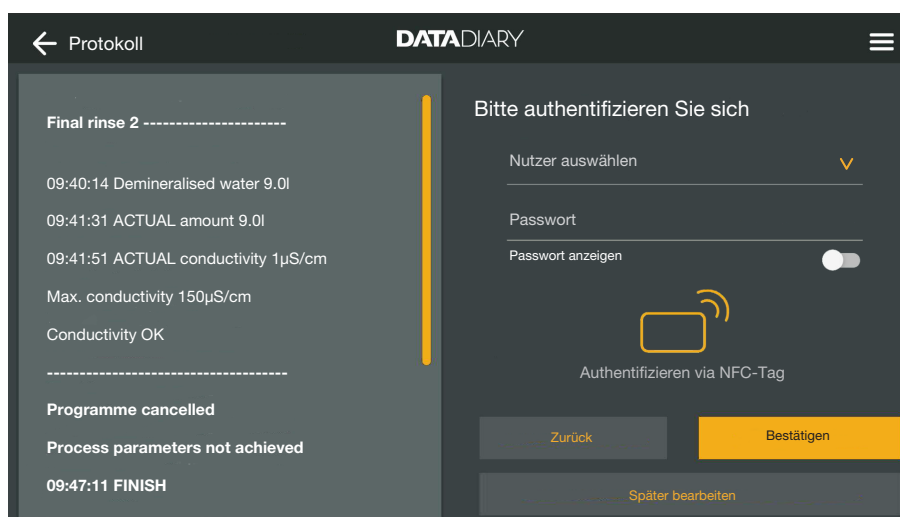 Protokoll
DATADIARY
Final rinse 2 ----------------------
09:40:14 Demineralised water 9.0l
09:41:31 ACTUAL amount 9.0l
09:41:51 ACTUAL conductivity 1µS/cm
Max. conductivity 150µS/cm
Conductivity OK
---------------------------------------
Programme cancelled
Process parameters not achieved
09:47:11 FINISH
Bitte authentifizieren Sie sich
Nutzer auswählen
Passwort
Passwort anzeigen
Authentifizieren via NFC-Tag
Zurück
Bestätigen
Später bearbeiten